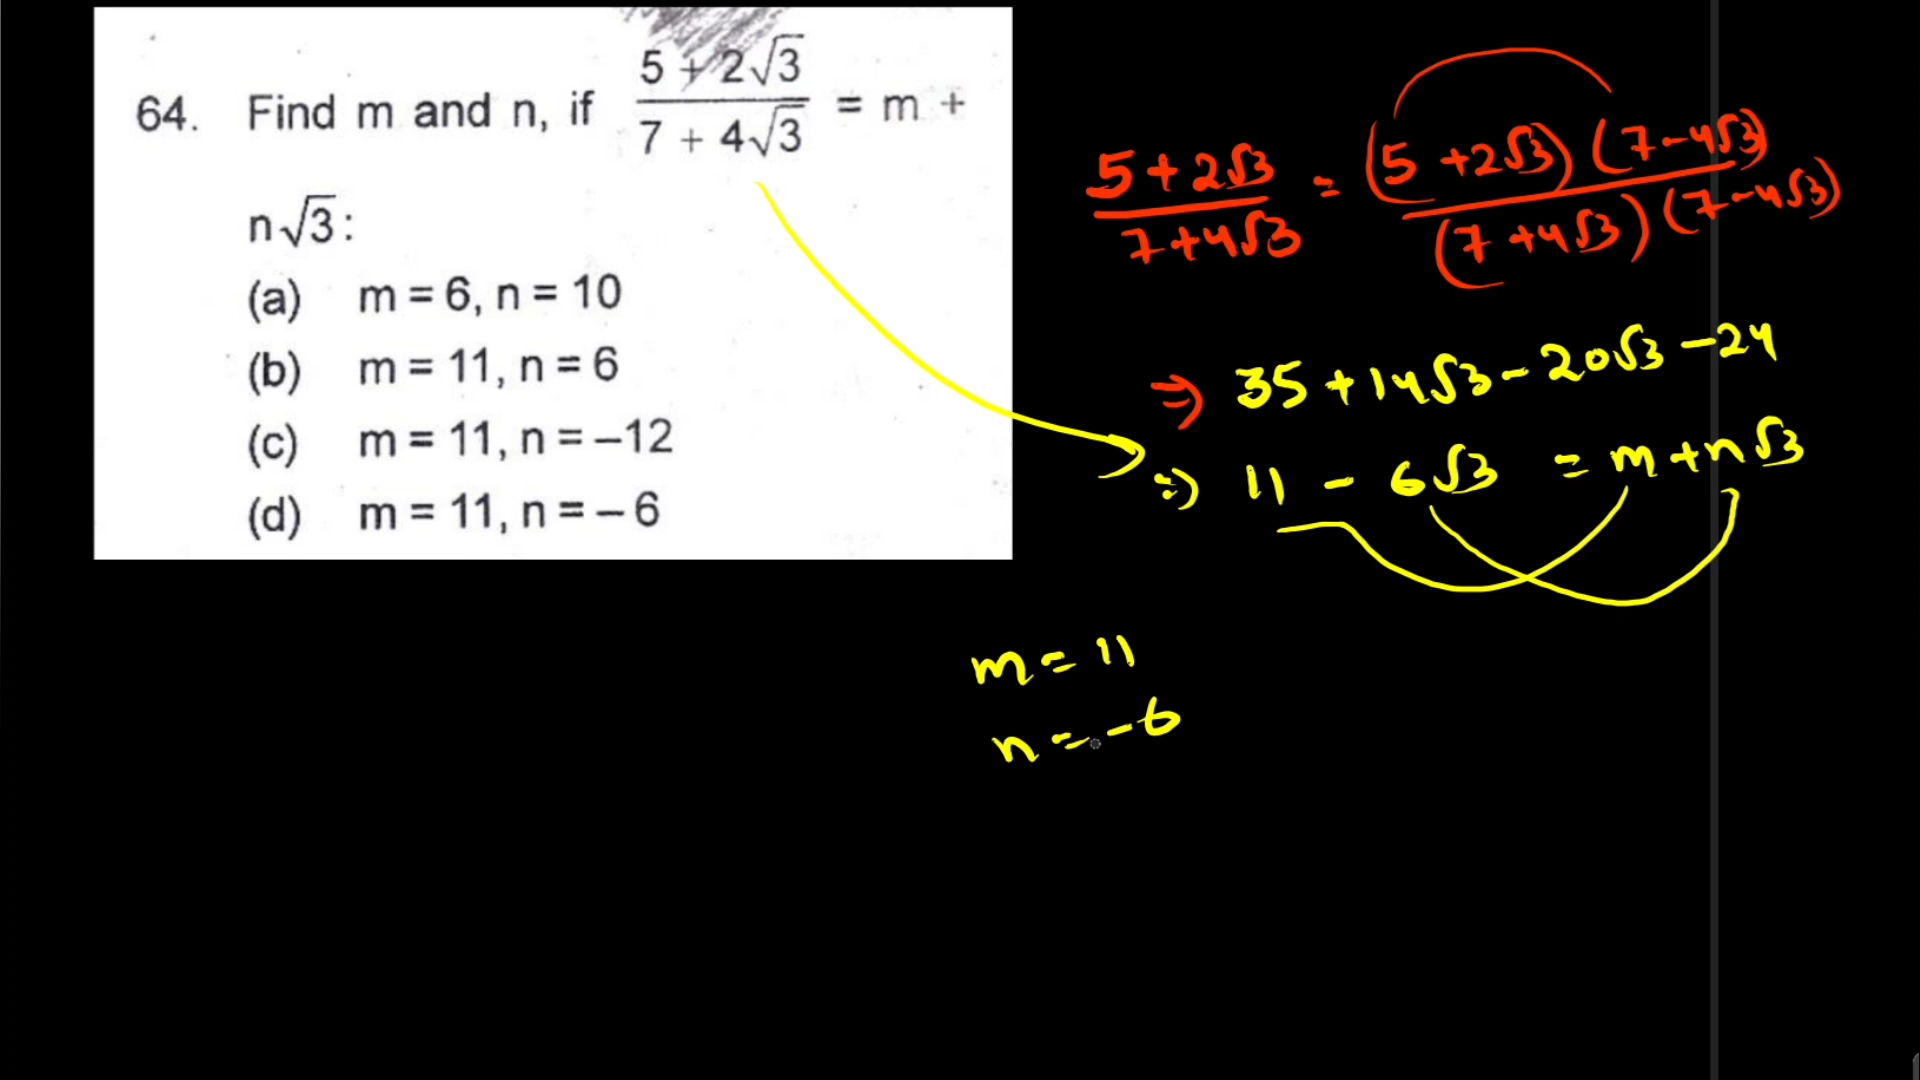 64. Find m and n, if (5 + 2√3)/(7 + 4√3) = m +
n√3:
(a) m = 6, n = 10
(b) m = 11, n = 6
(c) m = 11, n = –12
(d) m = 11, n = – 6
(5 + 2√3)/(7 + 4√3) = (5 + 2√3)(7 - 4√3)/(7 + 4√3)(7 - 4√3)
⇒ 35 + 14√3 - 20√3 - 24
⇒ 11 - 6√3 = m + n√3
m = 11
n = -6